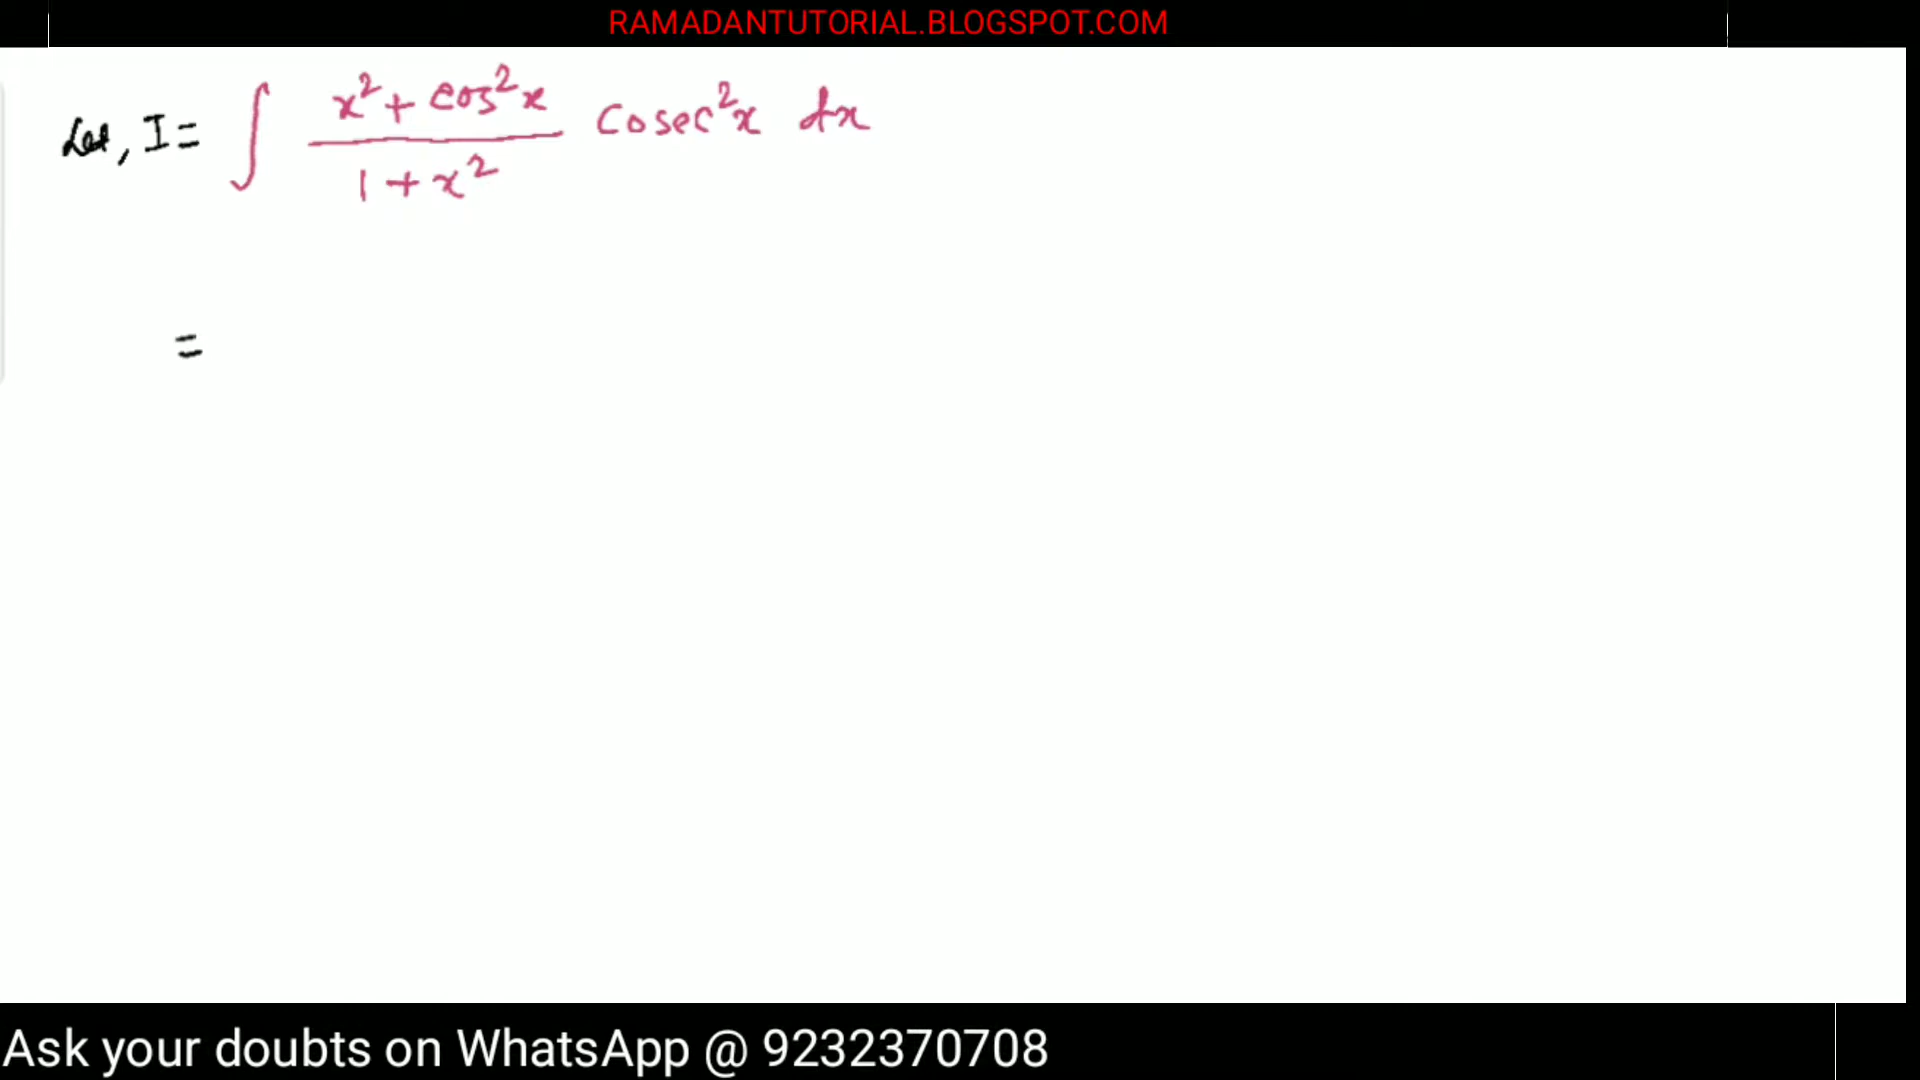 RAMADANTUTORIAL.BLOGSPOT.COM
Let, I = ∫ (x² + cos²x)/(1 + x²) cosec²x dx
=
Ask your doubts on WhatsApp @ 9232370708